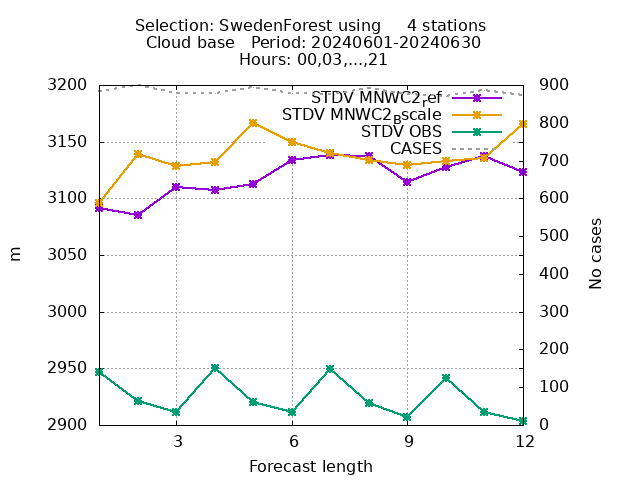 Selection: SwedenForest using     4 stations
Cloud base   Period: 20240601-20240630
Hours: 00,03,...,21
STDV MNWC2ref
STDV MNWC2Bscale
STDV OBS
CASES
3200
3150
3100
3050
3000
2950
2900
m
900
800
700
600
500
400
300
200
100
0
No cases
3
6
9
12
Forecast length